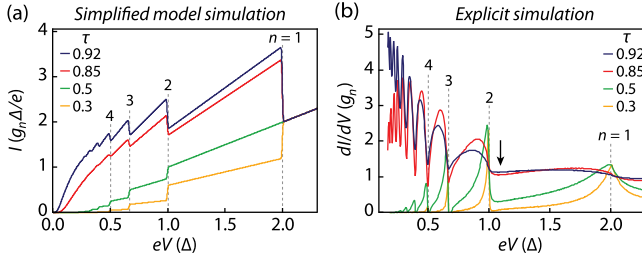 (a) Simplified model simulation
τ
0.92
0.85
0.5
0.3
n = 1
2
3
4
I (gₙΔ/e)
4
3
2
1
0
0.0 0.5 1.0 1.5 2.0
eV (Δ)
(b) Explicit simulation
τ
0.92
0.85
0.5
0.3
4
3
2
n = 1
dI/dV (gₙ)
5
4
3
2
1
0
0.5 1.0 1.5 2.0
eV (Δ)